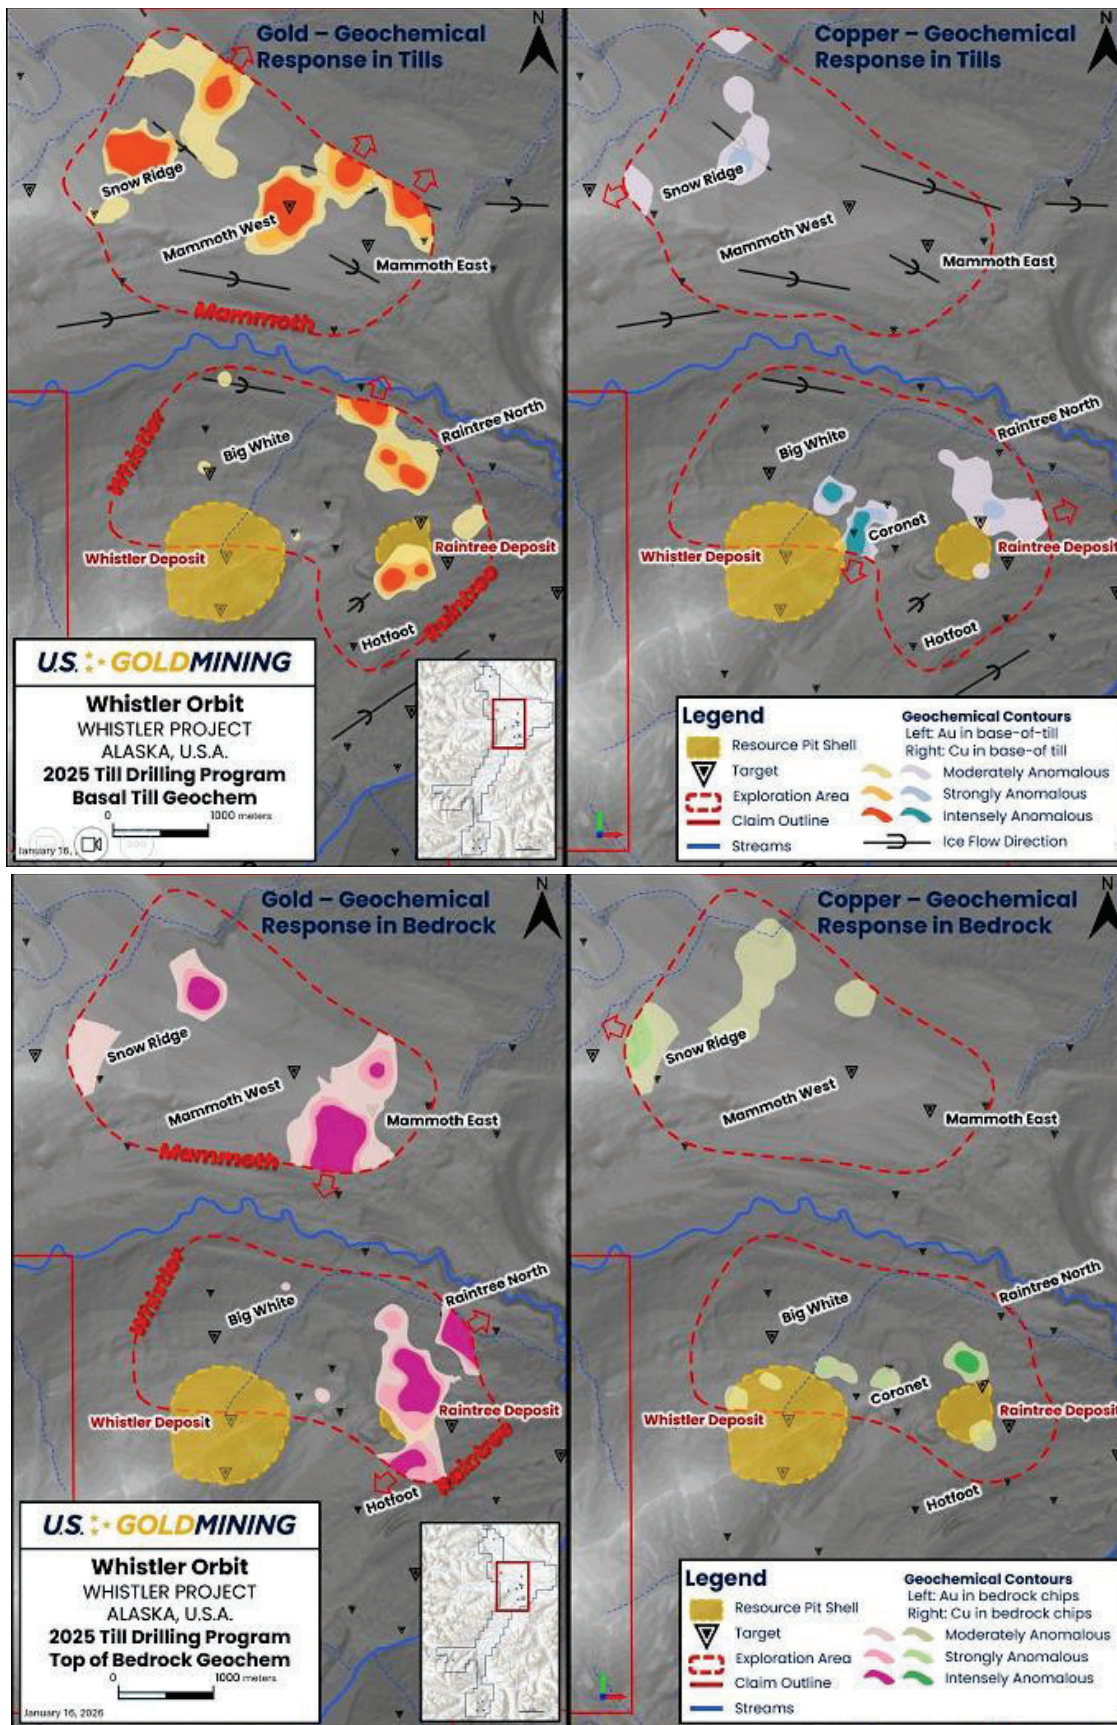 Gold – Geochemical
Response in Tills
N
Snow Ridge
Mammoth West
Mammoth East
Mammoth
Whistler
Big White
Raintree North
Whistler Deposit
Raintree Deposit
Raintree
Hotfoot
U.S. GOLDMINING
Whistler Orbit
WHISTLER PROJECT
ALASKA, U.S.A.
2025 Till Drilling Program
Basal Till Geochem
0 1000 meters
January 16,
Copper – Geochemical
Response in Tills
N
Snow Ridge
Mammoth West
Mammoth East
Raintree North
Big White
Coronet
Whistler Deposit
Raintree Deposit
Hotfoot
Legend
Resource Pit Shell
Target
Exploration Area
Claim Outline
Streams
Geochemical Contours
Left: Au in base-of-till
Right: Cu in base-of till
Moderately Anomalous
Strongly Anomalous
Intensely Anomalous
Ice Flow Direction
Gold – Geochemical
Response in Bedrock
N
Snow Ridge
Mammoth West
Mammoth East
Mammoth
Whistler
Big White
Raintree North
Whistler Deposit
Raintree Deposit
Raintree
Hotfoot
U.S. GOLDMINING
Whistler Orbit
WHISTLER PROJECT
ALASKA, U.S.A.
2025 Till Drilling Program
Top of Bedrock Geochem
0 1000 meters
January 16, 2026
Copper – Geochemical
Response in Bedrock
N
Snow Ridge
Mammoth West
Mammoth East
Raintree North
Big White
Coronet
Whistler Deposit
Raintree Deposit
Hotfoot
Legend
Resource Pit Shell
Target
Exploration Area
Claim Outline
Streams
Geochemical Contours
Left: Au in bedrock chips
Right: Cu in bedrock chips
Moderately Anomalous
Strongly Anomalous
Intensely Anomalous